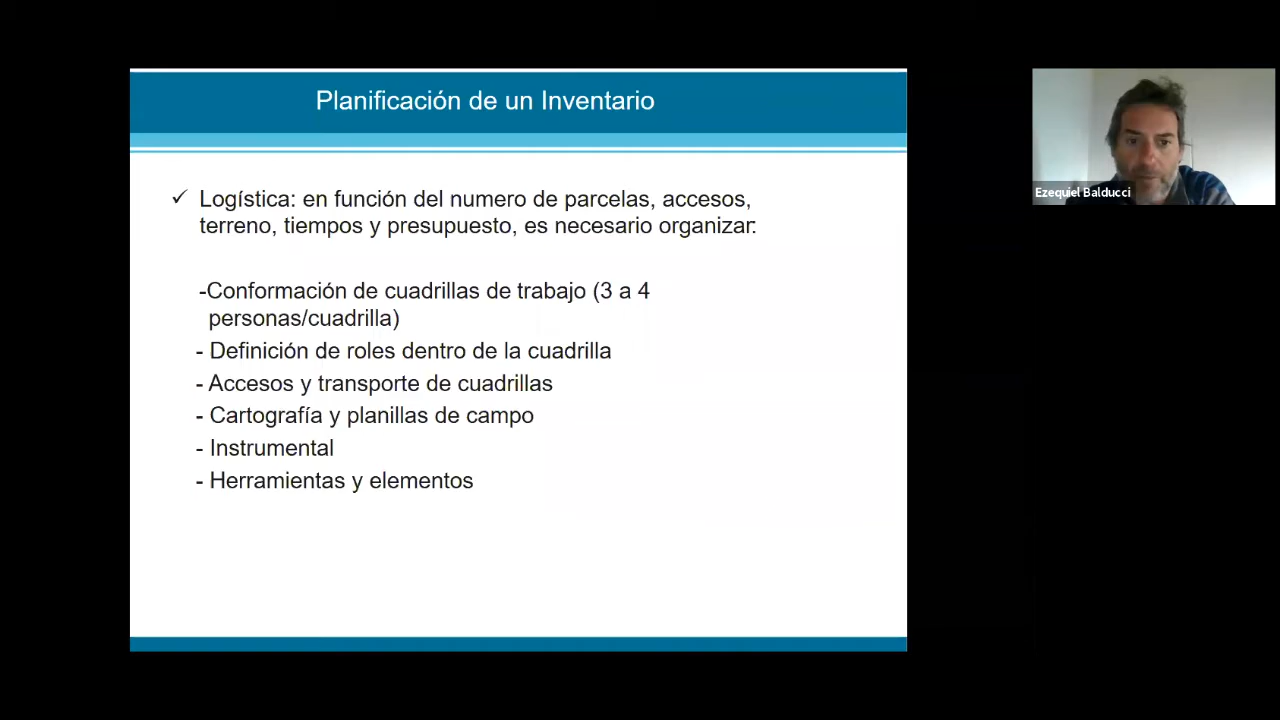 Planificación de un Inventario
✓ Logística: en función del numero de parcelas, accesos,
terreno, tiempos y presupuesto, es necesario organizar:
-Conformación de cuadrillas de trabajo (3 a 4
personas/cuadrilla)
- Definición de roles dentro de la cuadrilla
- Accesos y transporte de cuadrillas
- Cartografía y planillas de campo
- Instrumental
- Herramientas y elementos
Ezequiel Balducci